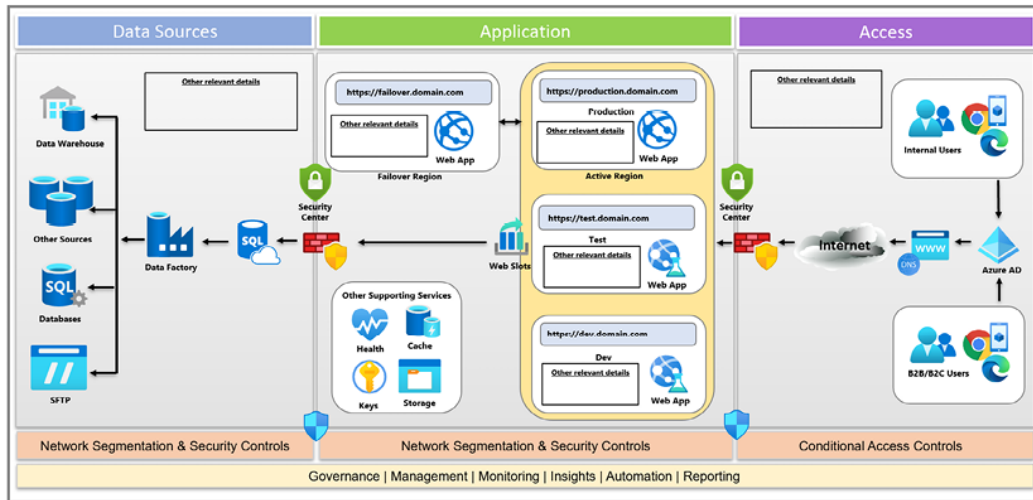 Data Sources
Application
Access
Other relevant details
Data Warehouse
Other Sources
Databases
SFTP
Data Factory
SQL
SQL
https://failover.domain.com
Other relevant details
Web App
Failover Region
Security
Center
https://production.domain.com
Production
Other relevant details
Web App
Active Region
https://test.domain.com
Test
Other relevant details
Web App
https://dev.domain.com
Dev
Other relevant details
Web App
Web Slots
Other Supporting Services
Health
Cache
Keys
Storage
Security
Center
Other relevant details
Internal Users
Internet
WWW
DNS
Azure AD
B2B/B2C Users
Network Segmentation & Security Controls
Network Segmentation & Security Controls
Conditional Access Controls
Governance | Management | Monitoring | Insights | Automation | Reporting